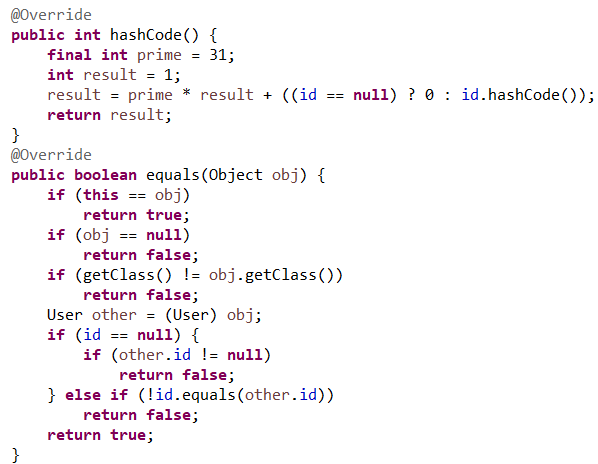 @Override
public int hashCode() {
    final int prime = 31;
    int result = 1;
    result = prime * result + ((id == null) ? 0 : id.hashCode());
    return result;
}
@Override
public boolean equals(Object obj) {
    if (this == obj)
        return true;
    if (obj == null)
        return false;
    if (getClass() != obj.getClass())
        return false;
    User other = (User) obj;
    if (id == null) {
        if (other.id != null)
            return false;
    } else if (!id.equals(other.id))
        return false;
    return true;
}